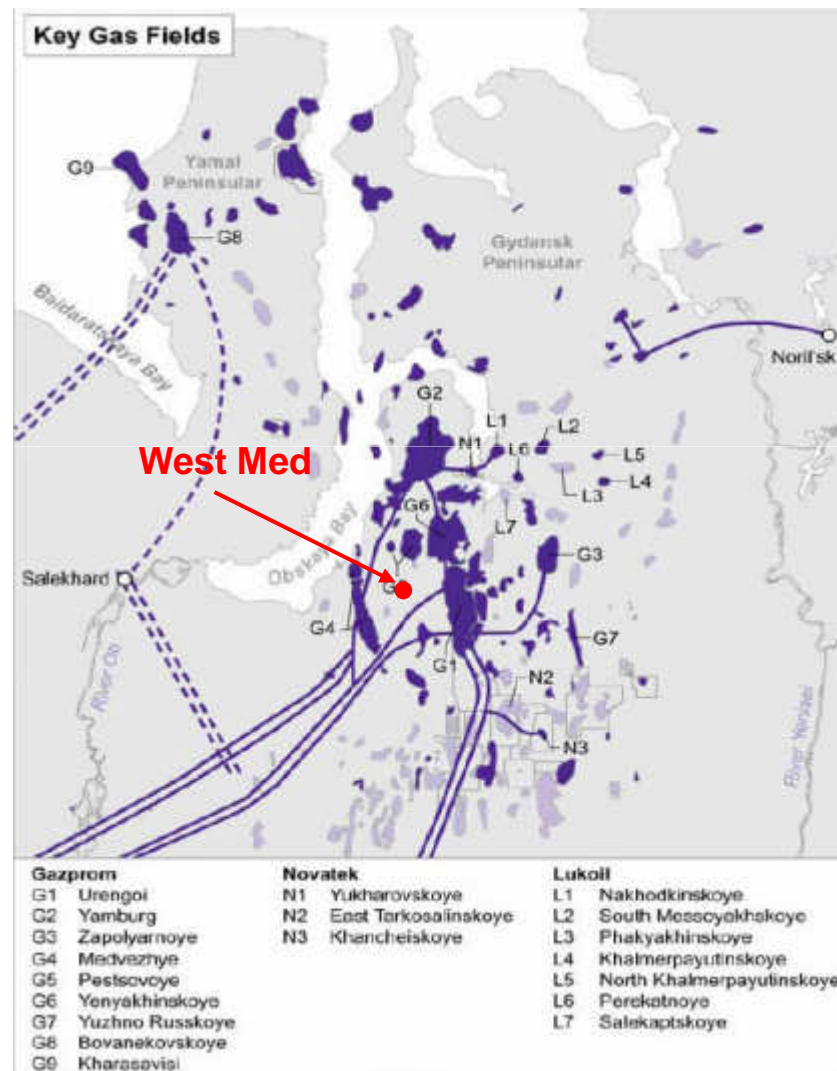 Key Gas Fields
G9
Yamal
Peninsular
G8
Gydansk
Peninsular
Baidaratskaya Bay
Noril'sk
G2
L1
L2
N1
L6
L5
West Med
L3
L4
G6
L7
Obskaya Bay
G3
Salekhard
G
G4
G7
G1
River Ob
N2
N3
River Yenisei
Gazprom
G1 Urengoi
G2 Yamburg
G3 Zapolyarnoye
G4 Medvezhye
G5 Pestsovoye
G6 Yenyakhinskoye
G7 Yuzhno Russkoye
G8 Bovanekovskoye
G9 Kharasavisi
Novatek
N1 Yukharovskoye
N2 East Tarkosalinskoye
N3 Khancheiskoye
Lukoil
L1 Nakhodkinskoye
L2 South Messoyakhskoye
L3 Phakyakhinskoye
L4 Khalmerpayutinskoye
L5 North Khalmerpayutinskoye
L6 Perekatnoye
L7 Salekaptskoye